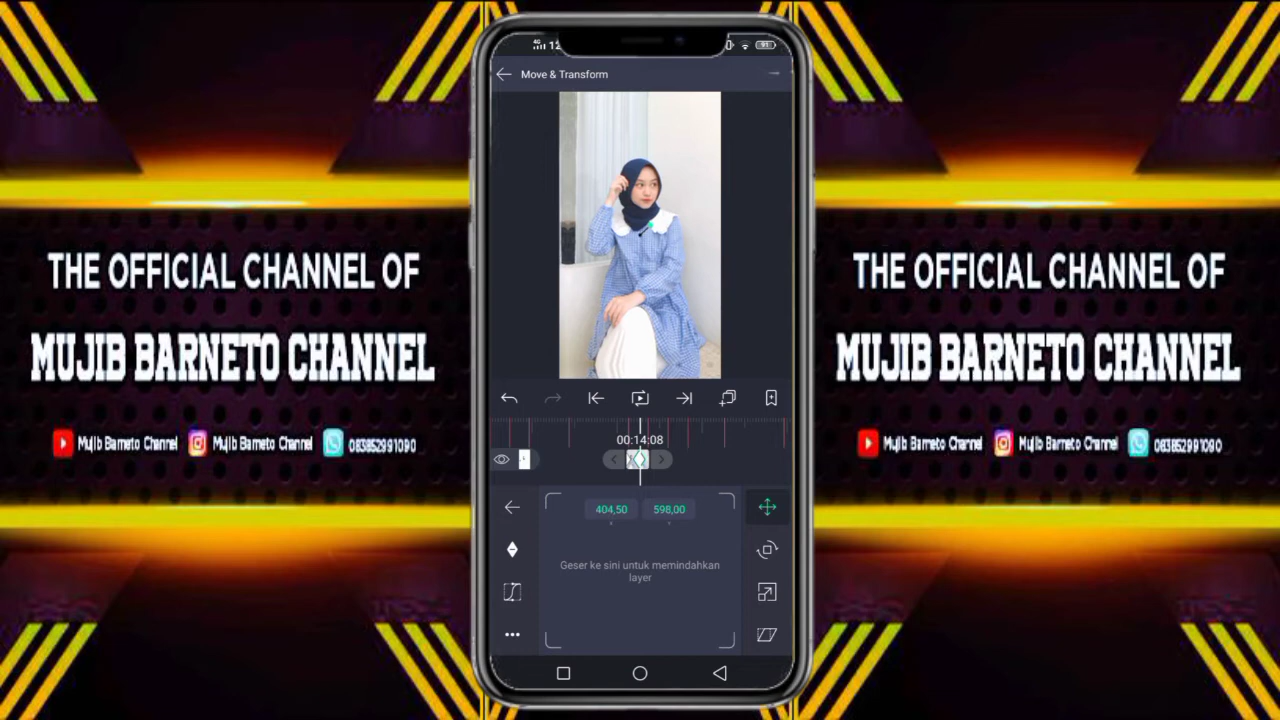 Move & Transform
91
THE OFFICIAL CHANNEL OF
MUJIB BARNETO CHANNEL
Mujib Barneto Channel
Mujib Barneto Channel
083852991090
00:14:08
404,50
598,00
Geser ke sini untuk memindahkan
layer
THE OFFICIAL CHANNEL OF
MUJIB BARNETO CHANNEL
Mujib Barneto Channel
Mujib Barneto Channel
083852991090